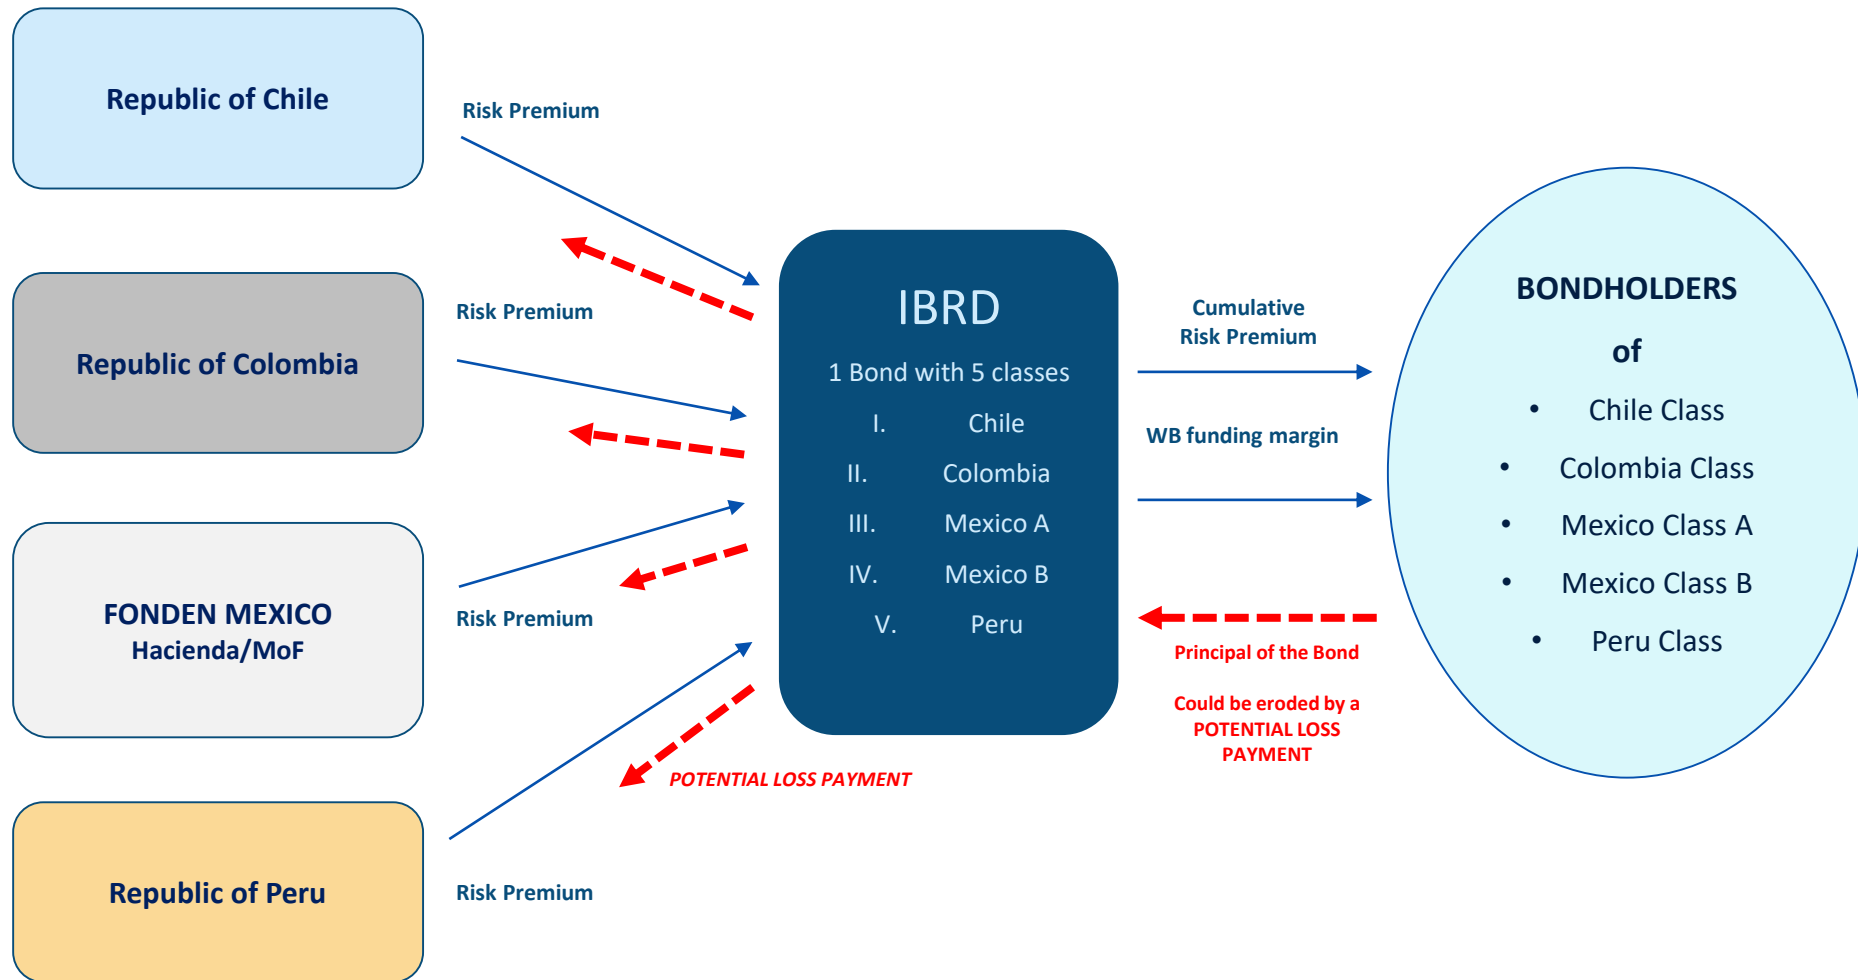 Republic of Chile
Risk Premium
Republic of Colombia
Risk Premium
FONDEN MEXICO
Hacienda/MoF
Risk Premium
Republic of Peru
Risk Premium
POTENTIAL LOSS PAYMENT
IBRD
1 Bond with 5 classes
I. Chile
II. Colombia
III. Mexico A
IV. Mexico B
V. Peru
Cumulative
Risk Premium
WB funding margin
Principal of the Bond
Could be eroded by a
POTENTIAL LOSS
PAYMENT
BONDHOLDERS
of
• Chile Class
• Colombia Class
• Mexico Class A
• Mexico Class B
• Peru Class